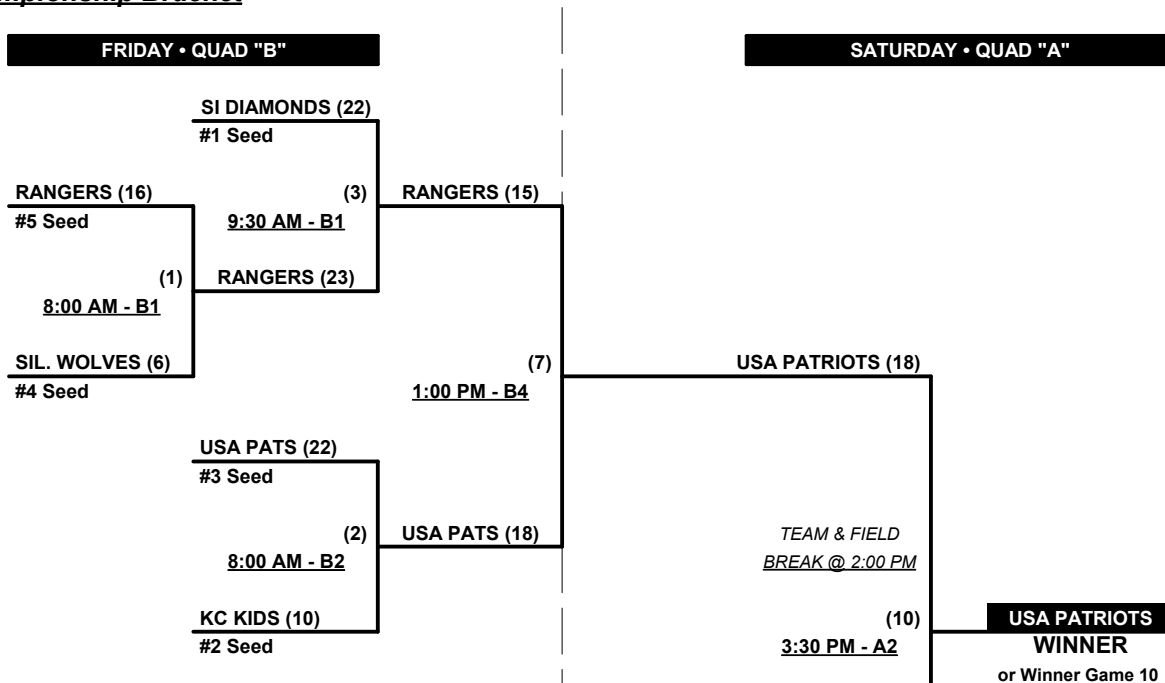 FRIDAY • QUAD "B"
SATURDAY • QUAD "A"
SI DIAMONDS (22)
#1 Seed
RANGERS (16)
(3)
RANGERS (15)
#5 Seed
9:30 AM - B1
(1)
RANGERS (23)
8:00 AM - B1
SIL. WOLVES (6)
(7)
USA PATRIOTS (18)
#4 Seed
1:00 PM - B4
USA PATS (22)
#3 Seed
(2)
USA PATS (18)
TEAM & FIELD
8:00 AM - B2
BREAK @ 2:00 PM
KC KIDS (10)
(10)
USA PATRIOTS
#2 Seed
3:30 PM - A2
WINNER
or Winner Game 10